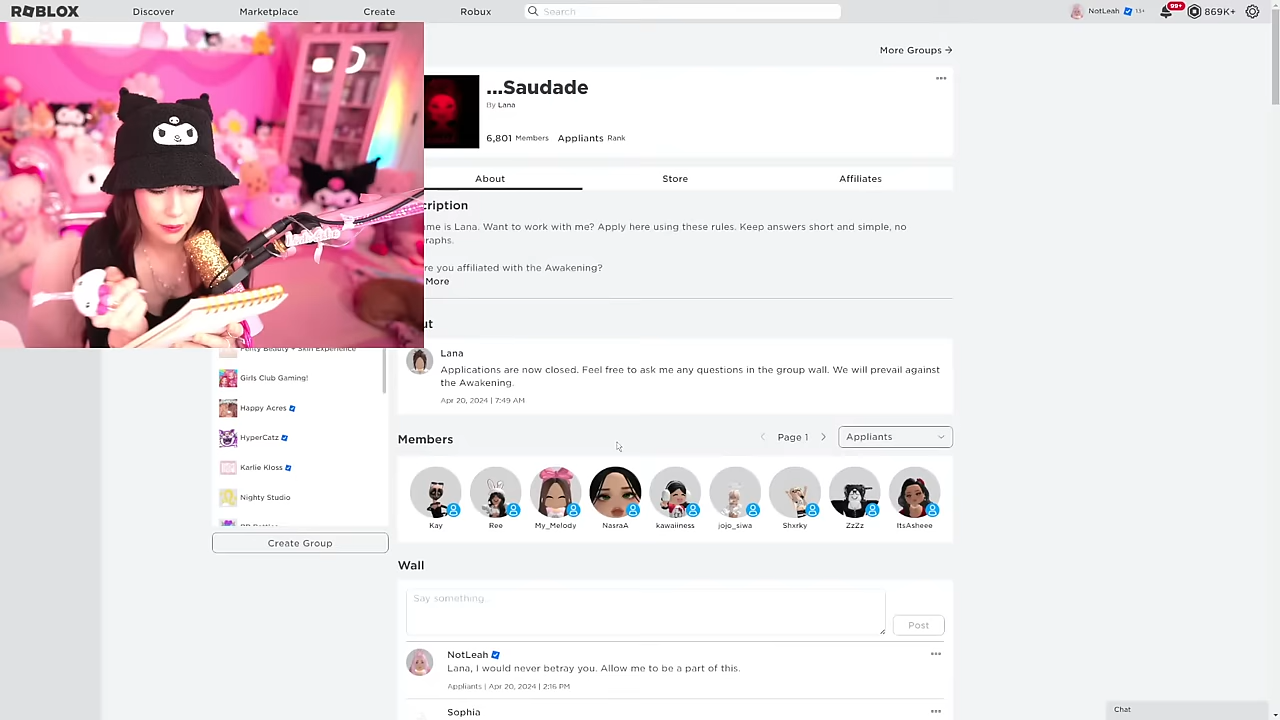 ROBLOX
Discover
Marketplace
Create
Robux
Search
NotLeah 13+
99+
869K+
More Groups →
...Saudade
By Lana
6,801 Members
Appliants Rank
About
Store
Affiliates
cription
me is Lana. Want to work with me? Apply here using these rules. Keep answers short and simple, no
raphs.
re you affiliated with the Awakening?
More
ut
Lana
Applications are now closed. Feel free to ask me any questions in the group wall. We will prevail against
the Awakening.
Apr 20, 2024 | 7:49 AM
Fenty Beauty + Skin Experience
Girls Club Gaming!
Happy Acres
HyperCatz
Karlie Kloss
Nighty Studio
Create Group
Members
Page 1
Appliants
Kay
Ree
My_Melody
NasraA
kawaiiness
jojo_siwa
Shxrky
ZzZz
ItsAsheee
Wall
Say something...
Post
NotLeah
Lana, I would never betray you. Allow me to be a part of this.
Appliants | Apr 20, 2024 | 2:16 PM
Sophia
Chat